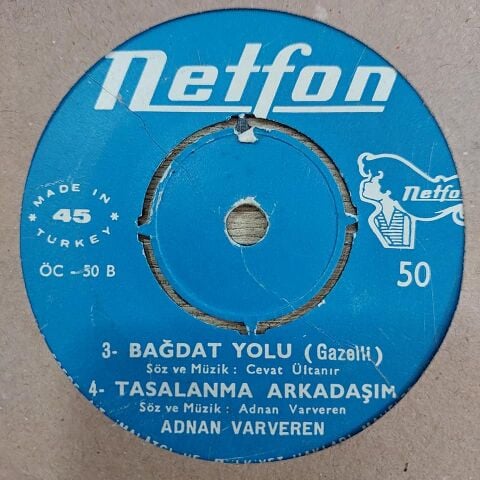 Netfon
MADE IN
45
TURKEY
ÖC - 50 B
Netfon
50
3- BAĞDAT YOLU (Gazelli)
Söz ve Müzik : Cevat Ültanır
4- TASALANMA ARKADAŞIM
Söz ve Müzik : Adnan Varveren
ADNAN VARVEREN